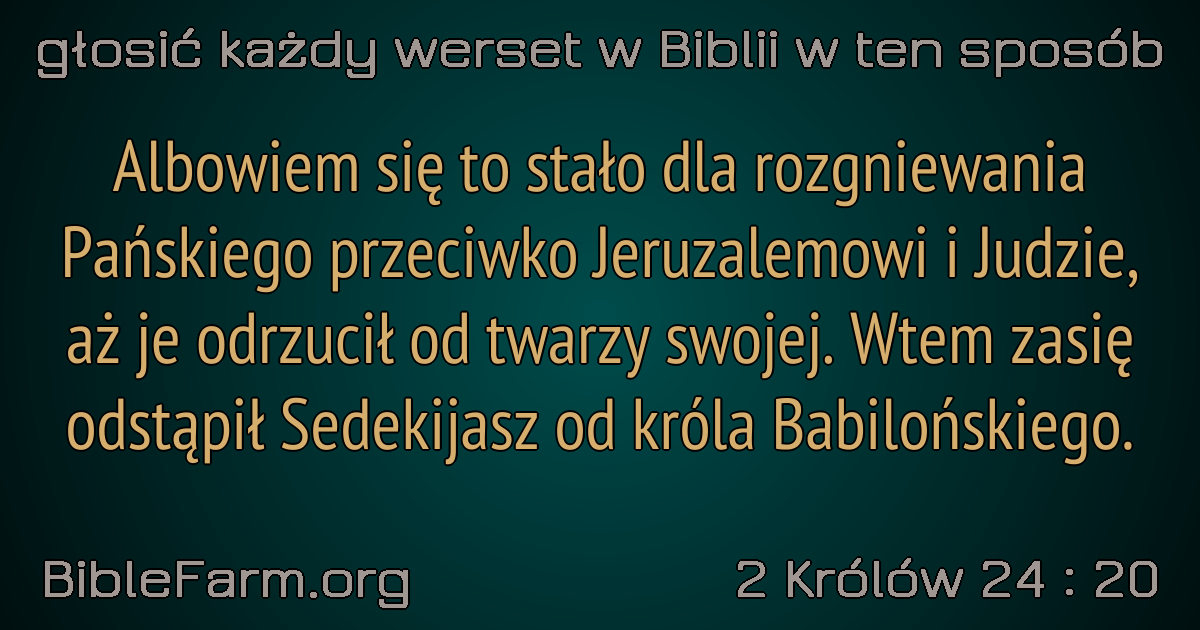 głosić każdy werset w Biblii w ten sposób
Albowiem się to stało dla rozgniewania
Pańskiego przeciwko Jeruzalemowi i Judzie,
aż je odrzucił od twarzy swojej. Wtem zasię
odstąpił Sedekijasz od króla Babilońskiego.
BibleFarm.org
2 Królów 24 : 20